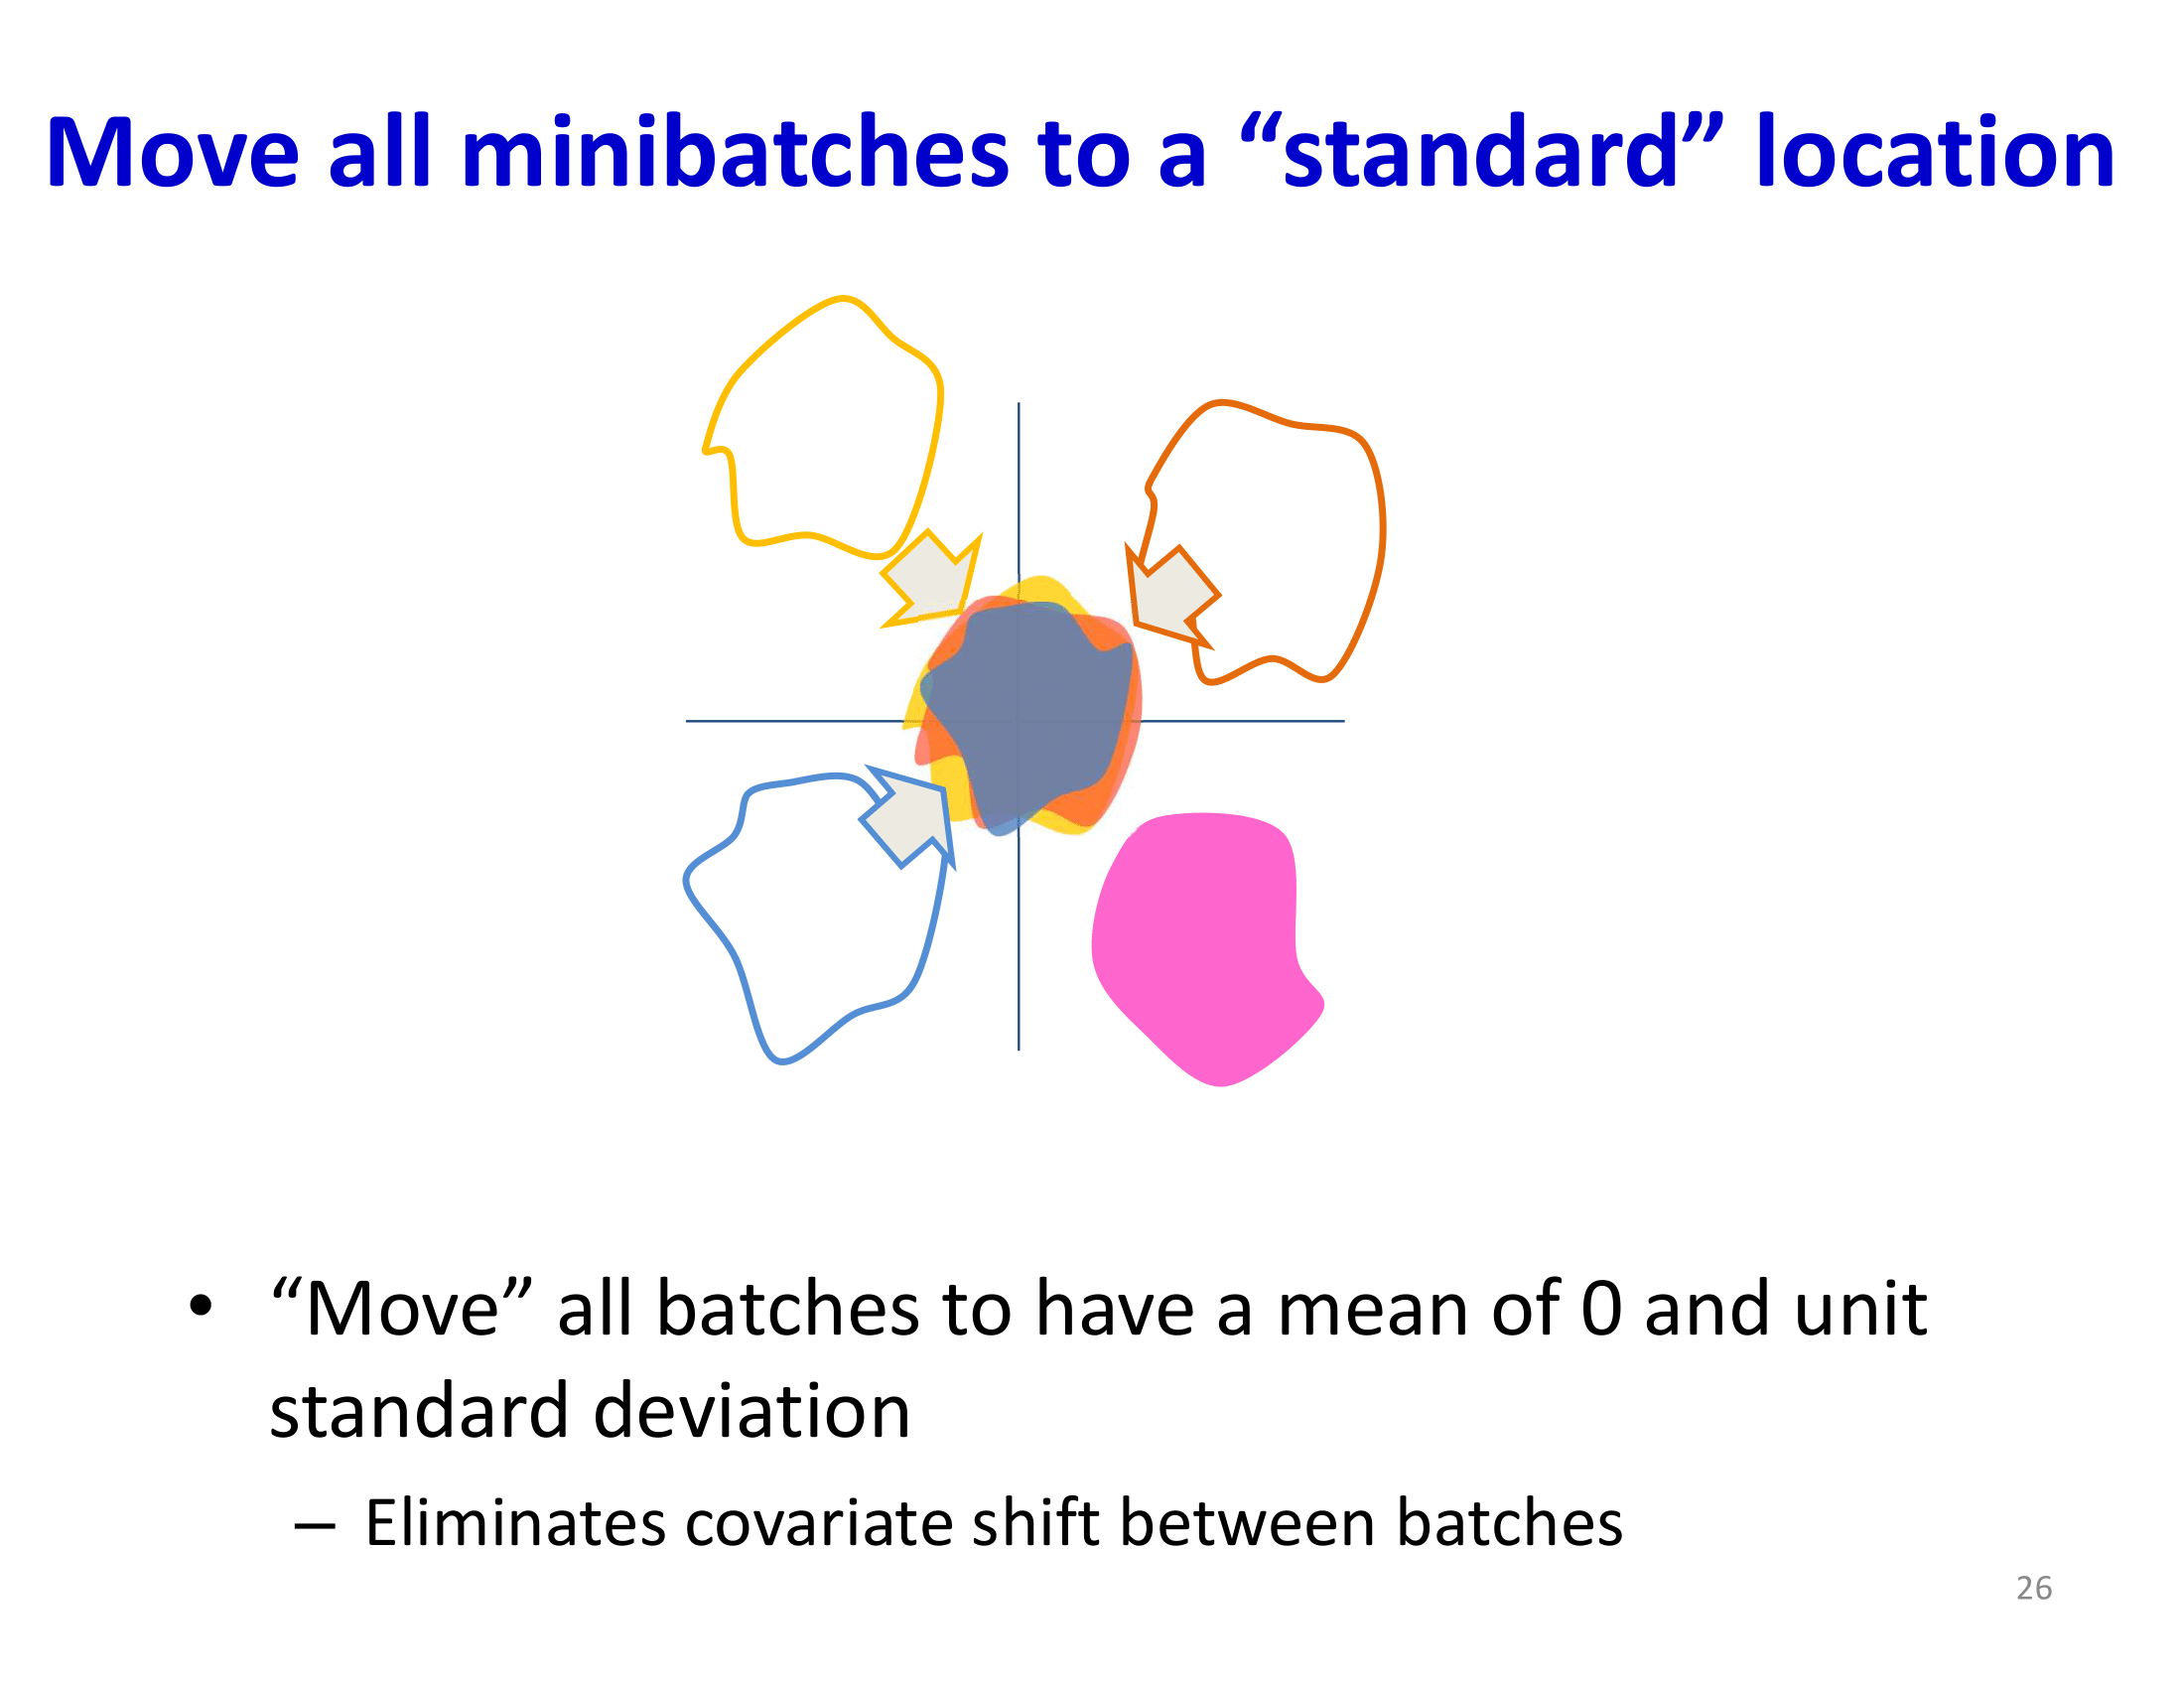 Move all minibatches to a “standard” location
• “Move” all batches to have a mean of 0 and unit
standard deviation
– Eliminates covariate shift between batches
26